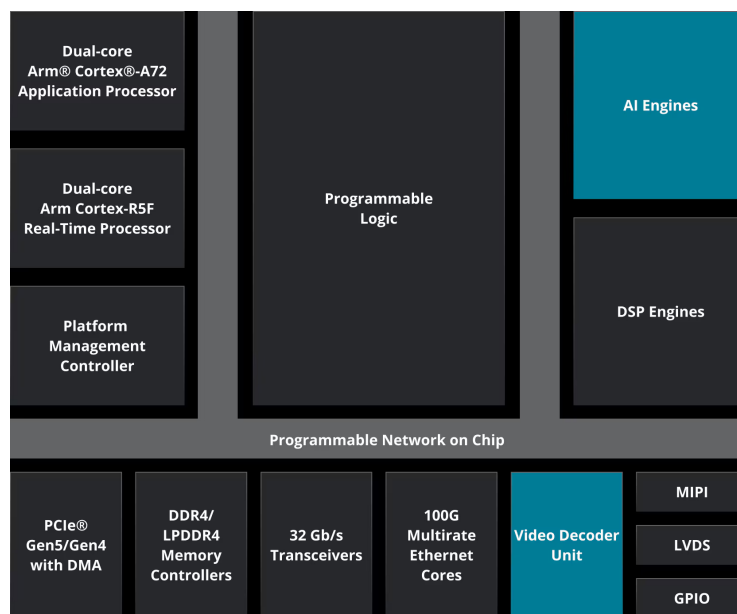 Dual-core
Arm® Cortex®-A72
Application Processor
Dual-core
Arm Cortex-R5F
Real-Time Processor
Platform
Management
Controller
Programmable
Logic
AI Engines
DSP Engines
Programmable Network on Chip
PCIe®
Gen5/Gen4
with DMA
DDR4/
LPDDR4
Memory
Controllers
32 Gb/s
Transceivers
100G
Multirate
Ethernet
Cores
Video Decoder
Unit
MIPI
LVDS
GPIO